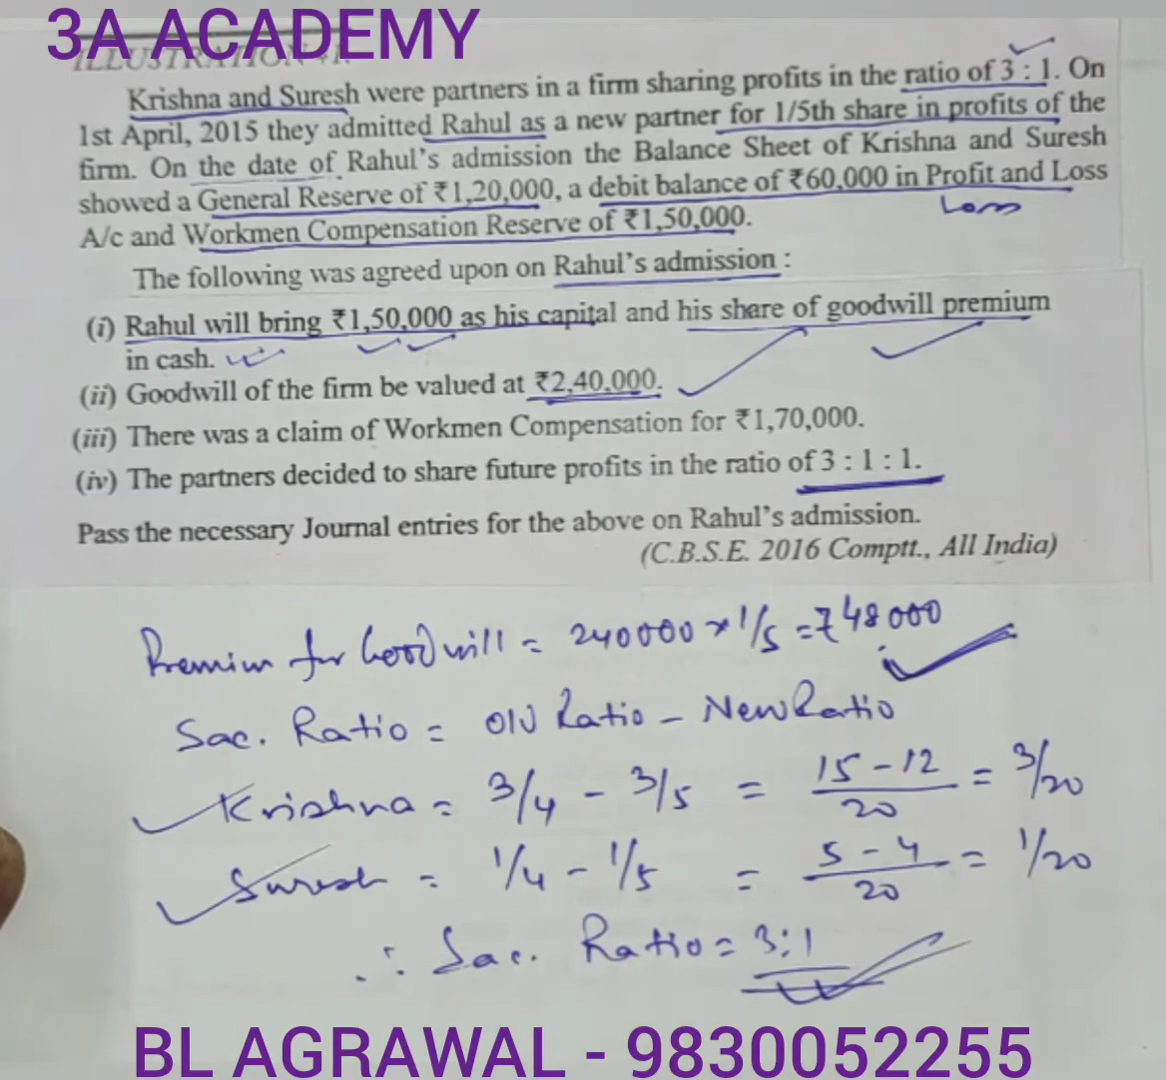 3A ACADEMY
ILLUSTRATION
Krishna and Suresh were partners in a firm sharing profits in the ratio of 3 : 1. On
1st April, 2015 they admitted Rahul as a new partner for 1/5th share in profits of the
firm. On the date of Rahul's admission the Balance Sheet of Krishna and Suresh
showed a General Reserve of ₹1,20,000, a debit balance of ₹60,000 in Profit and Loss
Loss
A/c and Workmen Compensation Reserve of ₹1,50,000.
The following was agreed upon on Rahul's admission :
(i) Rahul will bring ₹1,50,000 as his capital and his share of goodwill premium
in cash.
(ii) Goodwill of the firm be valued at ₹2,40,000.
(iii) There was a claim of Workmen Compensation for ₹1,70,000.
(iv) The partners decided to share future profits in the ratio of 3 : 1 : 1.
Pass the necessary Journal entries for the above on Rahul's admission.
(C.B.S.E. 2016 Comptt., All India)
Premium for Goodwill = 240000 × 1/5 = ₹48000
Sac. Ratio = Old Ratio - New Ratio
Krishna = 3/4 - 3/5 = 15-12/20 = 3/20
Suresh = 1/4 - 1/5 = 5-4/20 = 1/20
∴ Sac. Ratio = 3:1
BL AGRAWAL - 9830052255